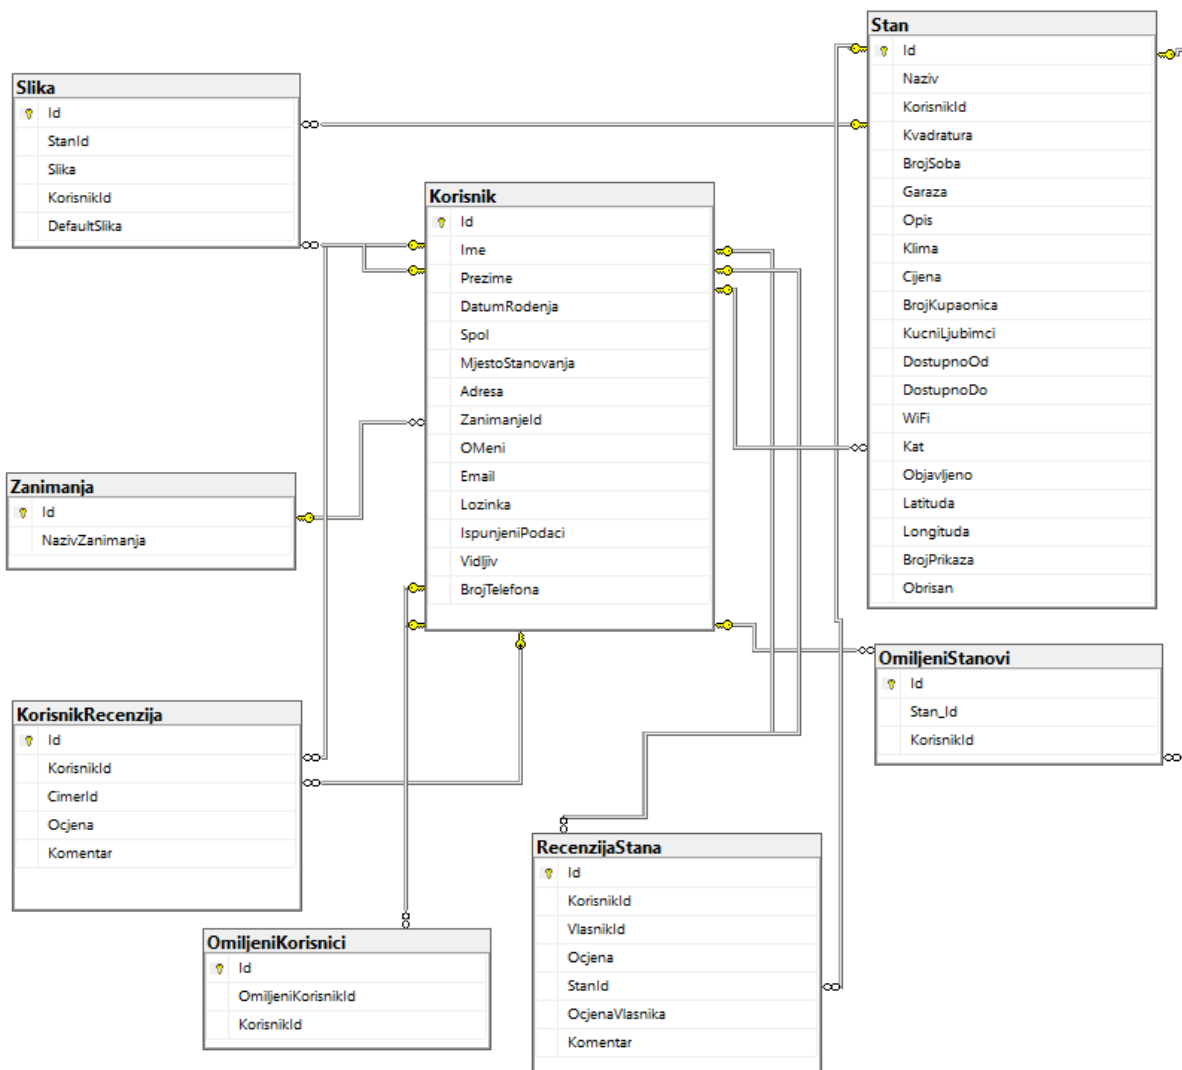 Stan
Id
Naziv
KorisnikId
Kvadratura
BrojSoba
Garaza
Opis
Klima
Cijena
BrojKupaonica
KucniLjubimci
DostupnoOd
DostupnoDo
WiFi
Kat
Objavljeno
Latituda
Longituda
BrojPrikaza
Obrisan
Slika
Id
StanId
Slika
KorisnikId
DefaultSlika
Korisnik
Id
Ime
Prezime
DatumRodenja
Spol
MjestoStanovanja
Adresa
ZanimanjeId
OMeni
Email
Lozinka
IspunjeniPodaci
Vidljiv
BrojTelefona
Zanimanja
Id
NazivZanimanja
OmiljeniStanovi
Id
Stan_Id
KorisnikId
KorisnikRecenzija
Id
KorisnikId
CimerId
Ocjena
Komentar
RecenzijaStana
Id
KorisnikId
VlasnikId
Ocjena
StanId
OcjenaVlasnika
Komentar
OmiljeniKorisnici
Id
OmiljeniKorisnikId
KorisnikId